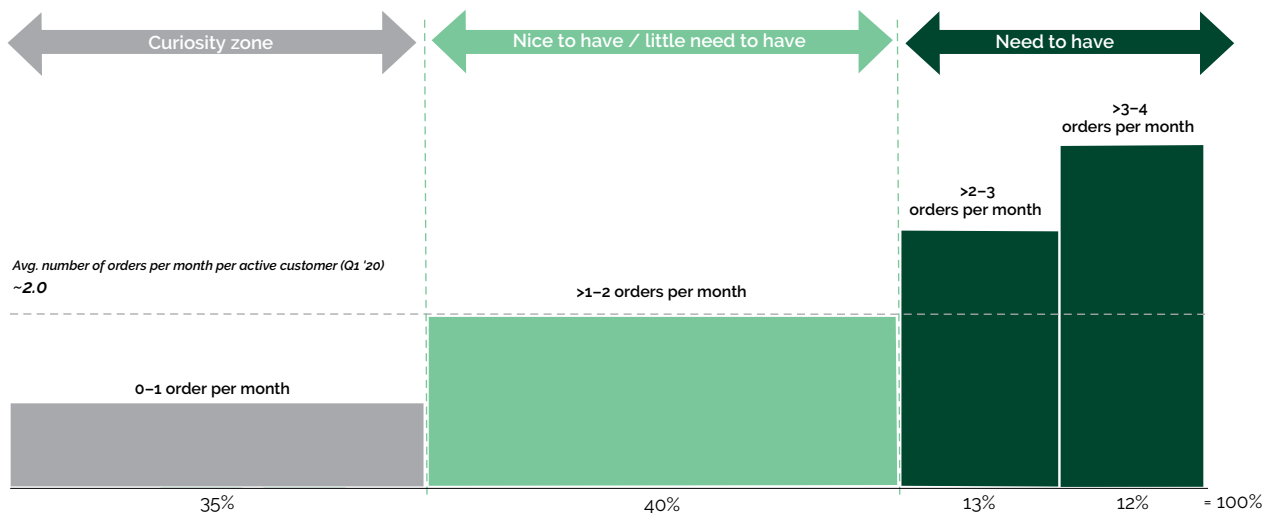 Curiosity zone
Nice to have / little need to have
Need to have
>3–4
orders per month
>2–3
orders per month
Avg. number of orders per month per active customer (Q1 '20)
~2.0
>1–2 orders per month
0–1 order per month
35%
40%
13%
12%
= 100%